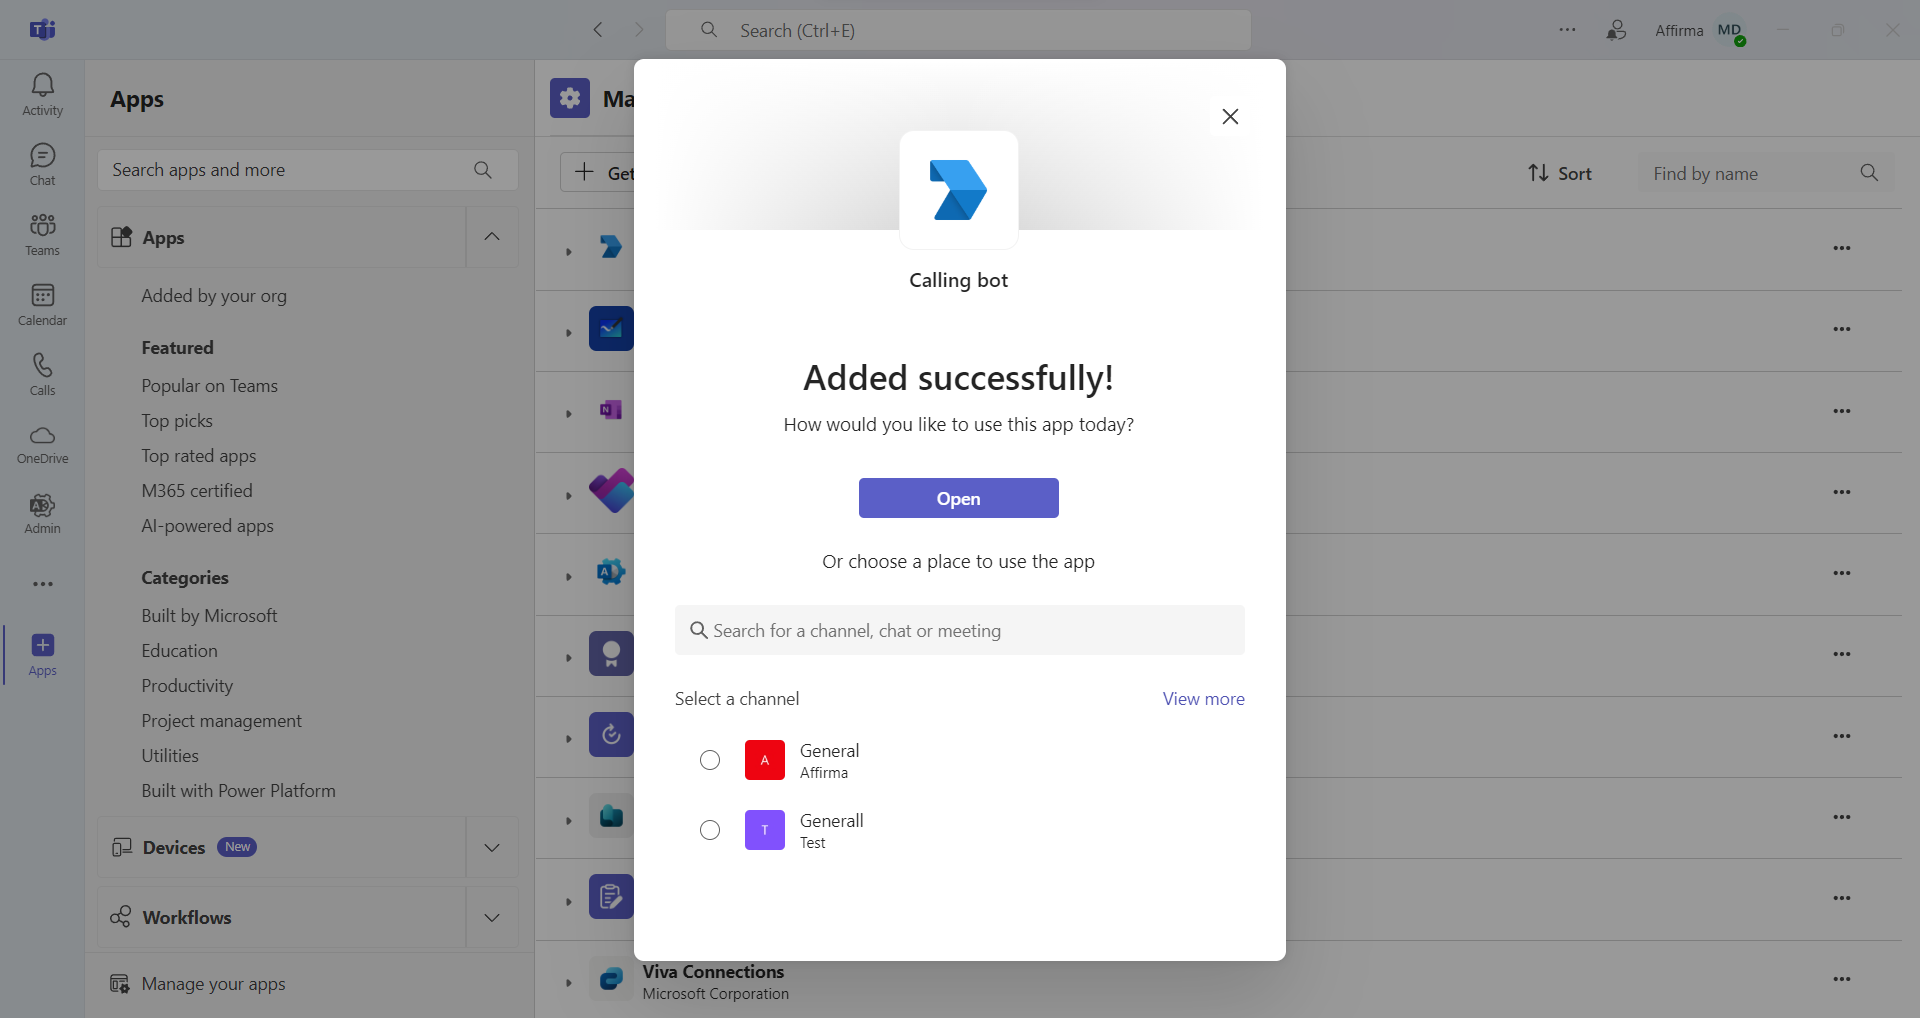 Search (Ctrl+E)
Affirma
MD
Activity
Chat
Teams
Calendar
Calls
OneDrive
Admin
Apps
Apps
Search apps and more
Apps
Added by your org
Featured
Popular on Teams
Top picks
Top rated apps
M365 certified
AI-powered apps
Categories
Built by Microsoft
Education
Productivity
Project management
Utilities
Built with Power Platform
Devices New
Workflows
Manage your apps
Ma
Get
Sort
Find by name
Calling bot
Added successfully!
How would you like to use this app today?
Open
Or choose a place to use the app
Search for a channel, chat or meeting
Select a channel
View more
A
General
Affirma
T
Generall
Test
Viva Connections
Microsoft Corporation